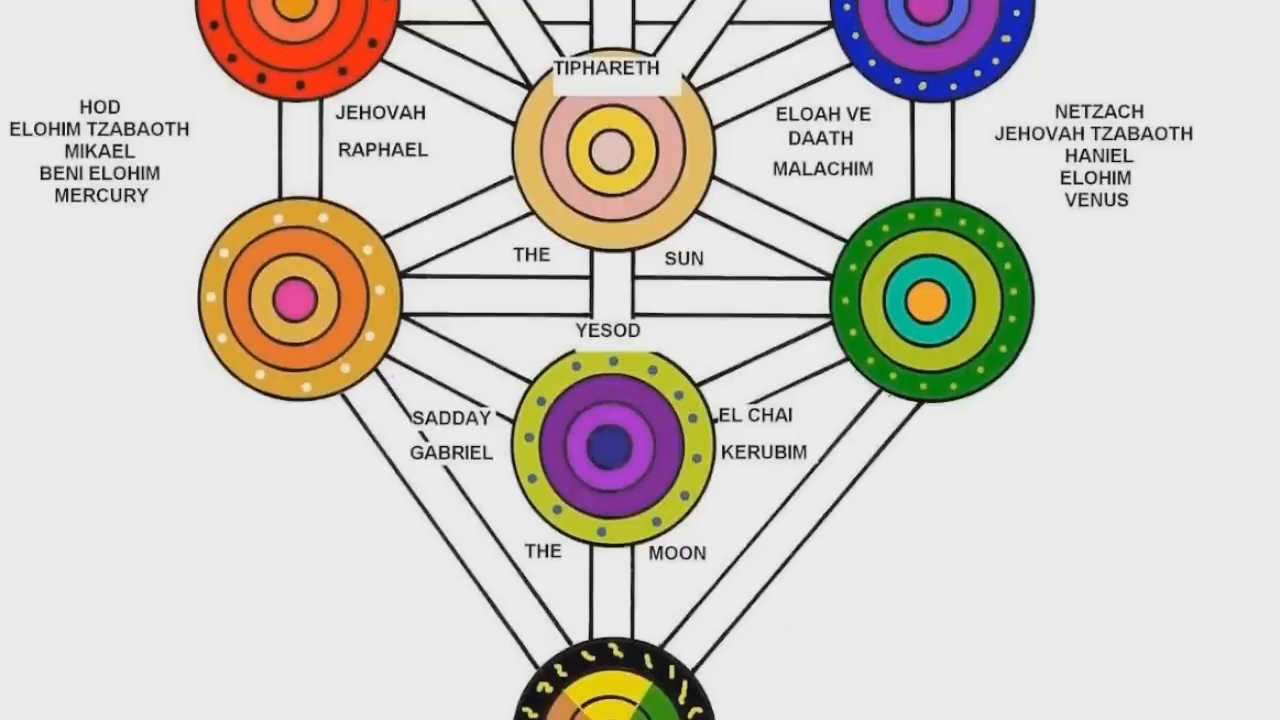 TIPHARETH
HOD
ELOHIM TZABAOTH
MIKAEL
BENI ELOHIM
MERCURY
JEHOVAH
RAPHAEL
ELOAH VE
DAATH
MALACHIM
NETZACH
JEHOVAH TZABAOTH
HANIEL
ELOHIM
VENUS
THE SUN
YESOD
SADDAY
GABRIEL
EL CHAI
KERUBIM
THE MOON